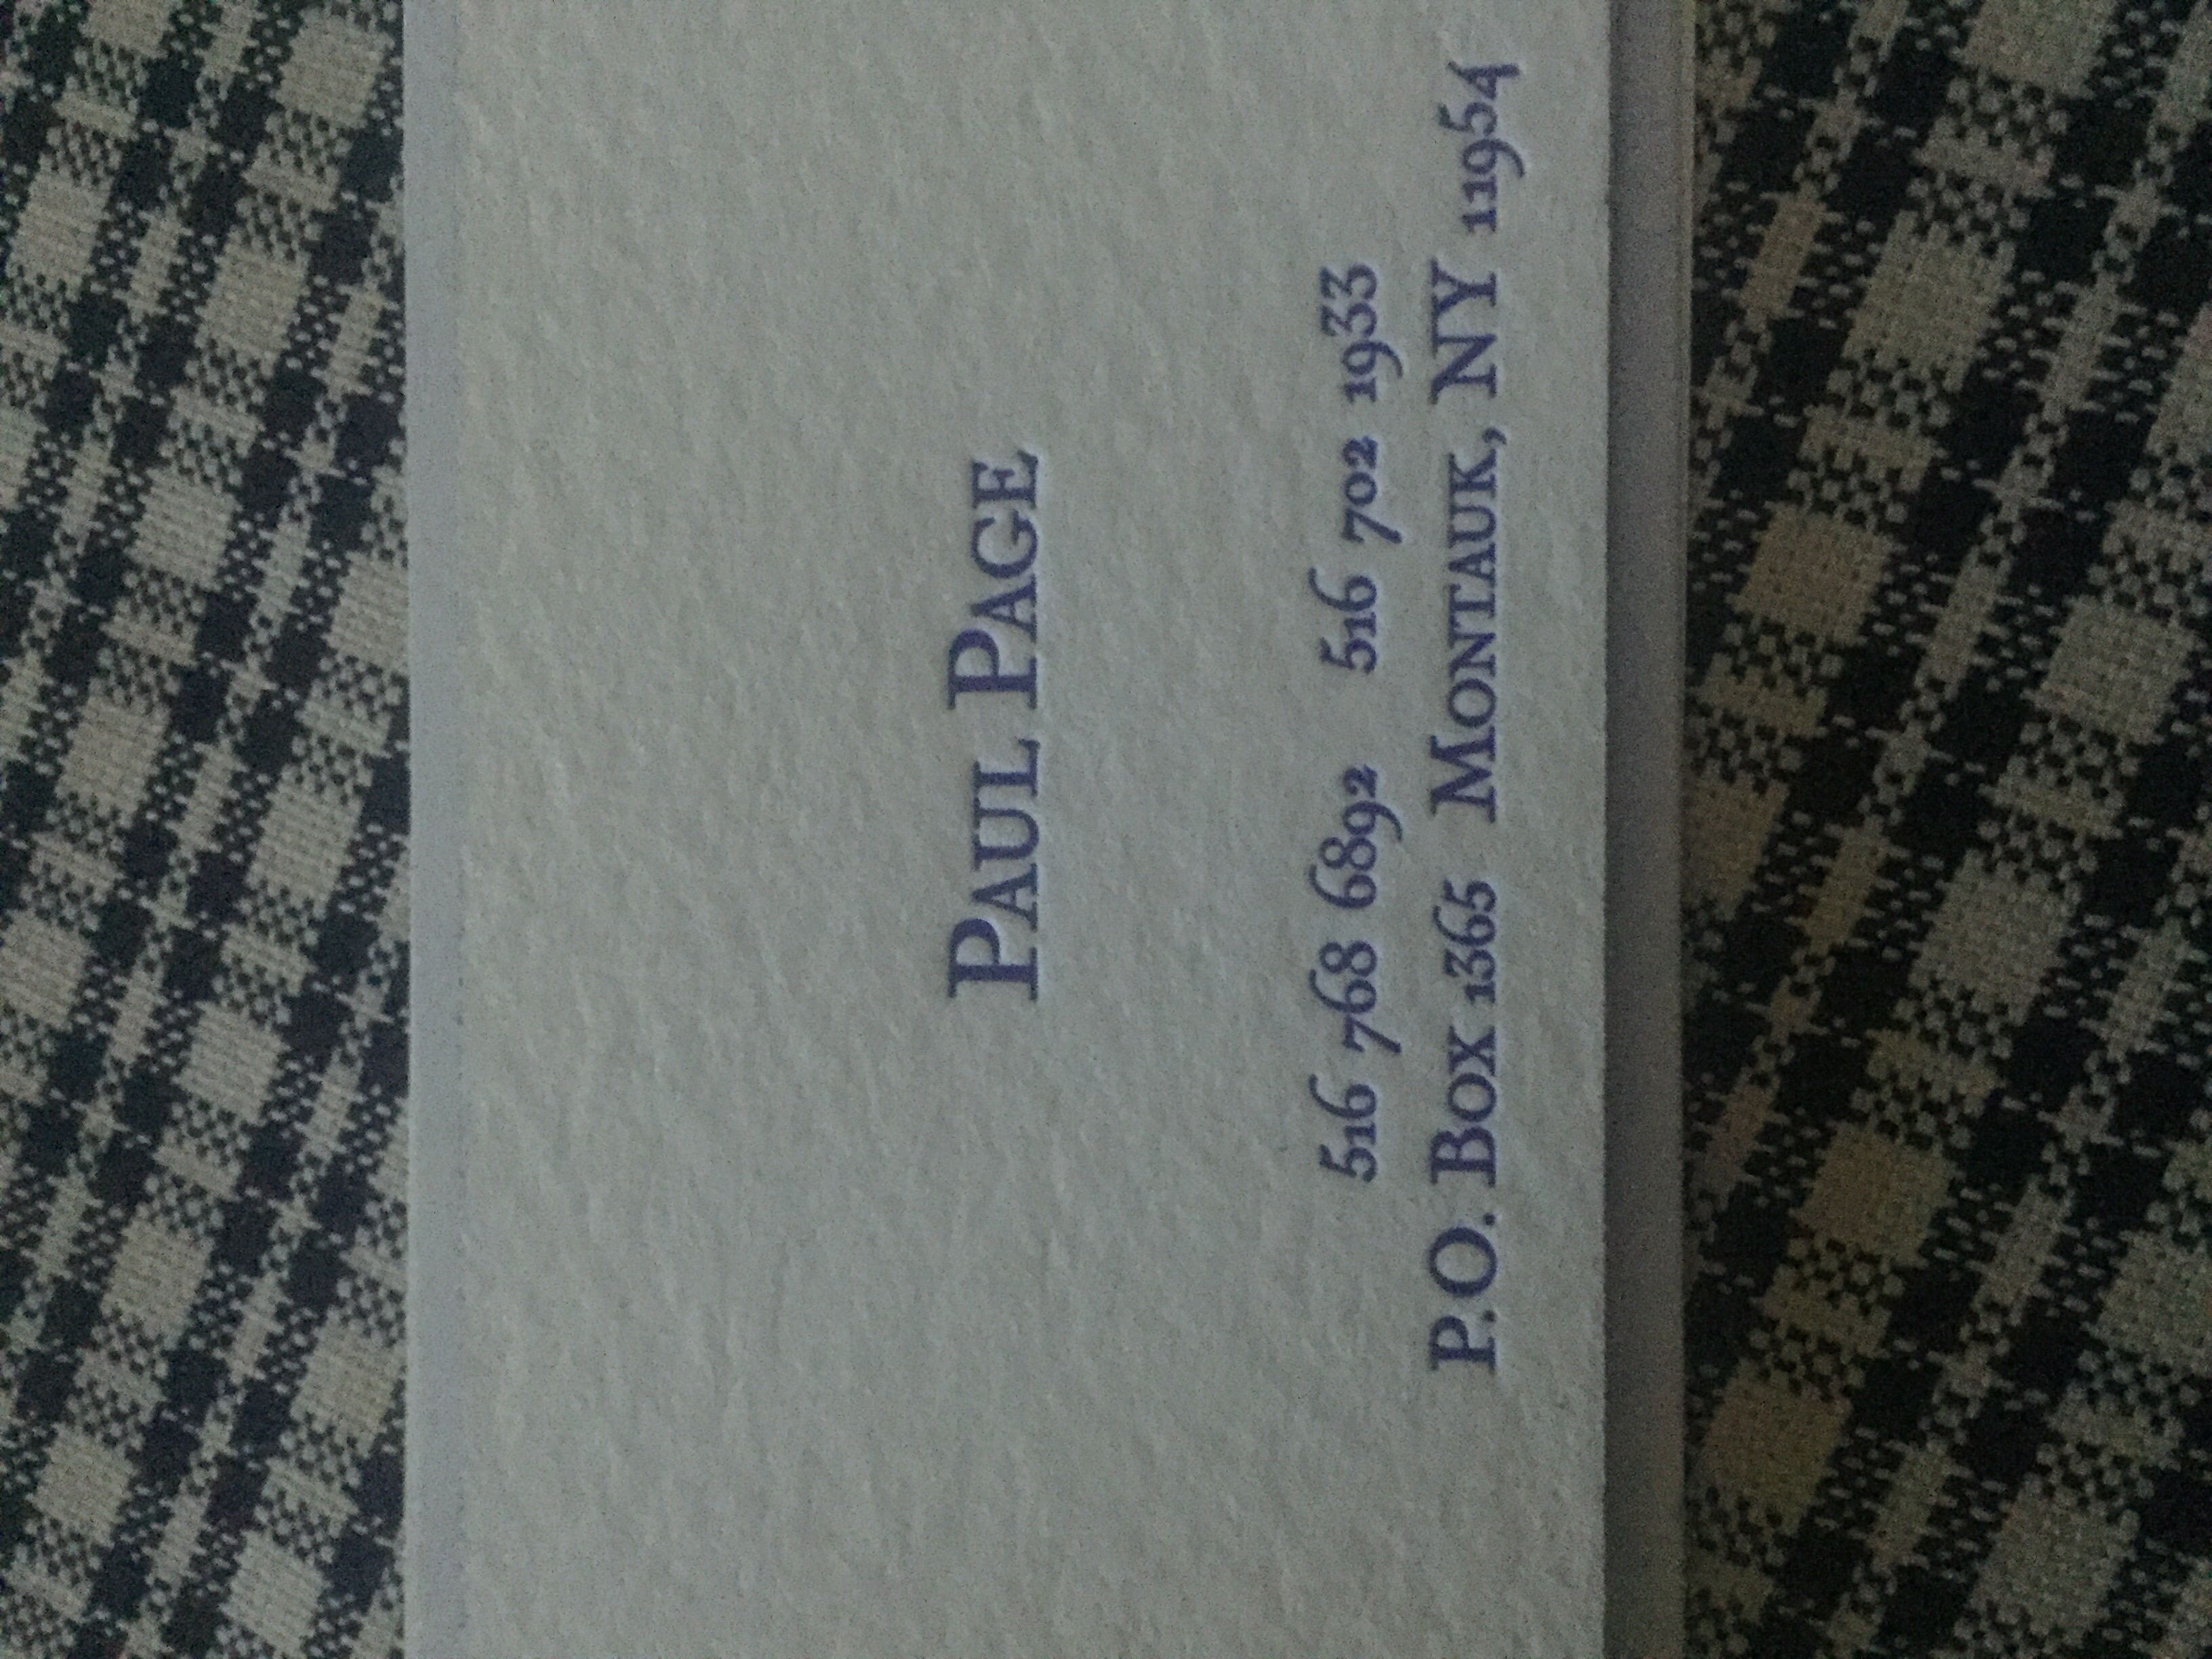 Paul Page
516 768 6892 516 702 1933
P.O. Box 1365 Montauk, NY 11954